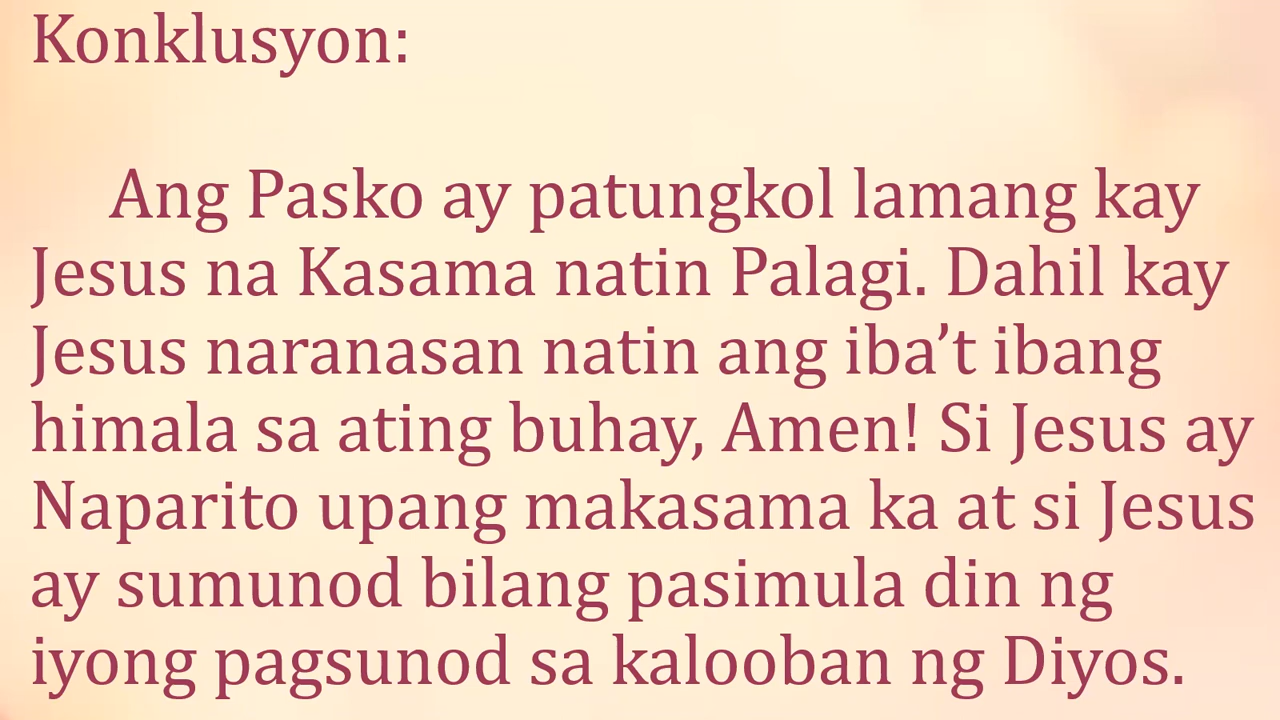 Konklusyon:
Ang Pasko ay patungkol lamang kay
Jesus na Kasama natin Palagi. Dahil kay
Jesus naranasan natin ang iba’t ibang
himala sa ating buhay, Amen! Si Jesus ay
Naparito upang makasama ka at si Jesus
ay sumunod bilang pasimula din ng
iyong pagsunod sa kalooban ng Diyos.